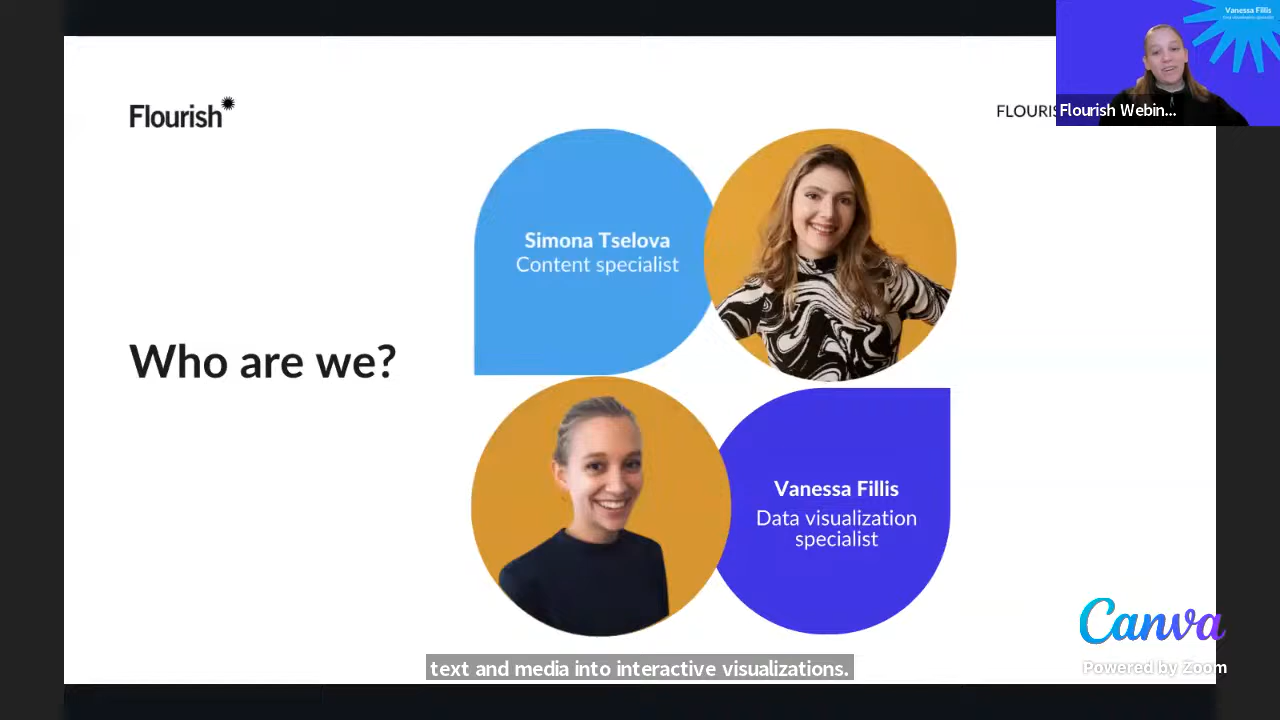 Vanessa Fillis
Flourish
FLOURIS
Flourish Webin...
Simona Tselova
Content specialist
Who are we?
Vanessa Fillis
Data visualization
specialist
Canva
Powered by Zoom
text and media into interactive visualizations.